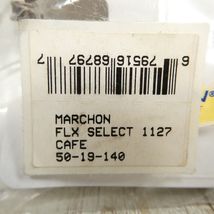 6 79516 68797 7
MARCHON
FLX SELECT 1127
CAFE
50-19-140